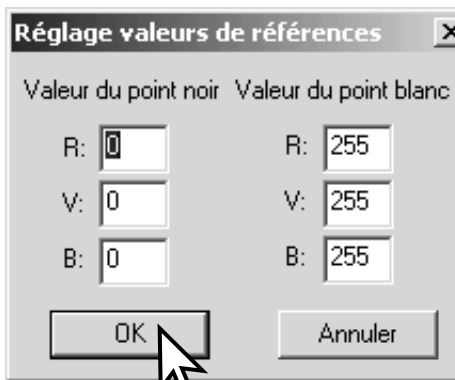 Réglage valeurs de références
Valeur du point noir Valeur du point blanc
R: 0 R: 255
V: 0 V: 255
B: 0 B: 255
OK Annuler